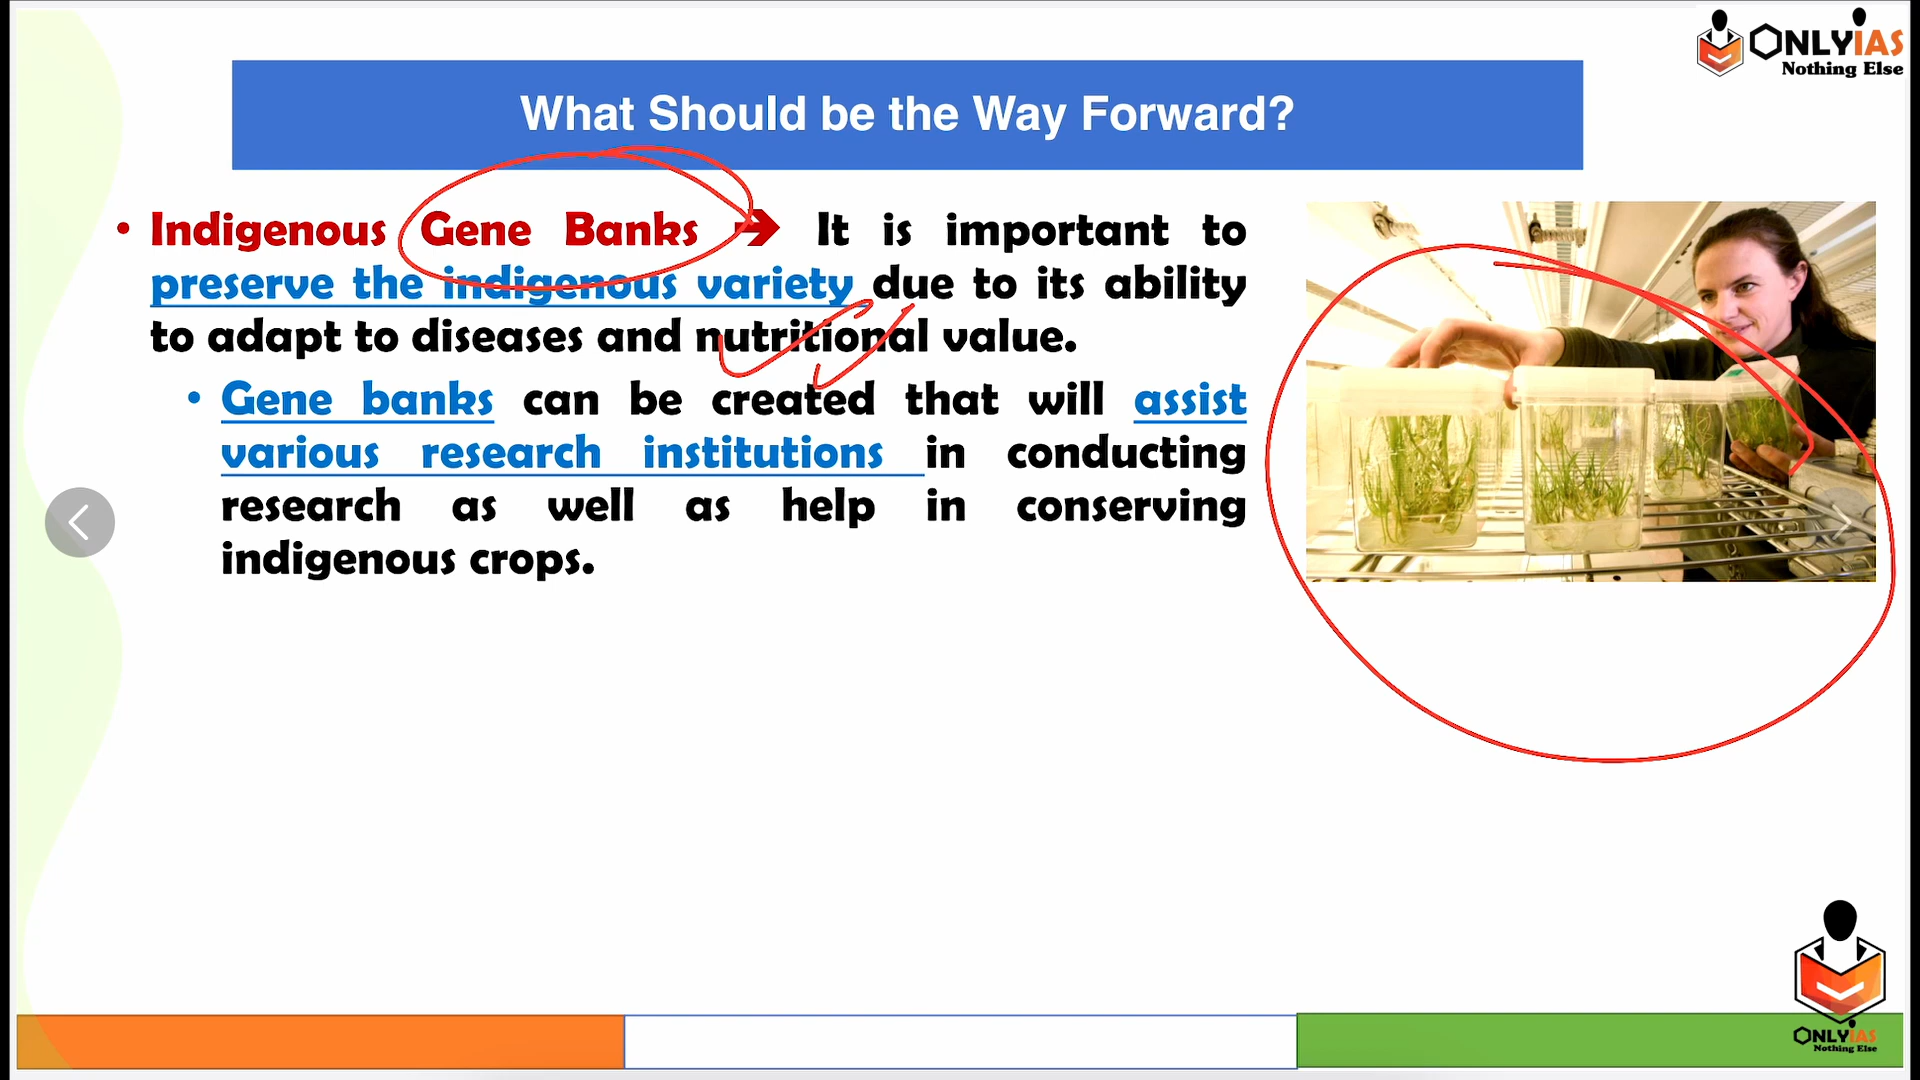 ONLYIAS
Nothing Else
What Should be the Way Forward?
• Indigenous Gene Banks ➔ It is important to
preserve the indigenous variety due to its ability
to adapt to diseases and nutritional value.
• Gene banks can be created that will assist
various research institutions in conducting
research as well as help in conserving
indigenous crops.
ONLYIAS
Nothing Else